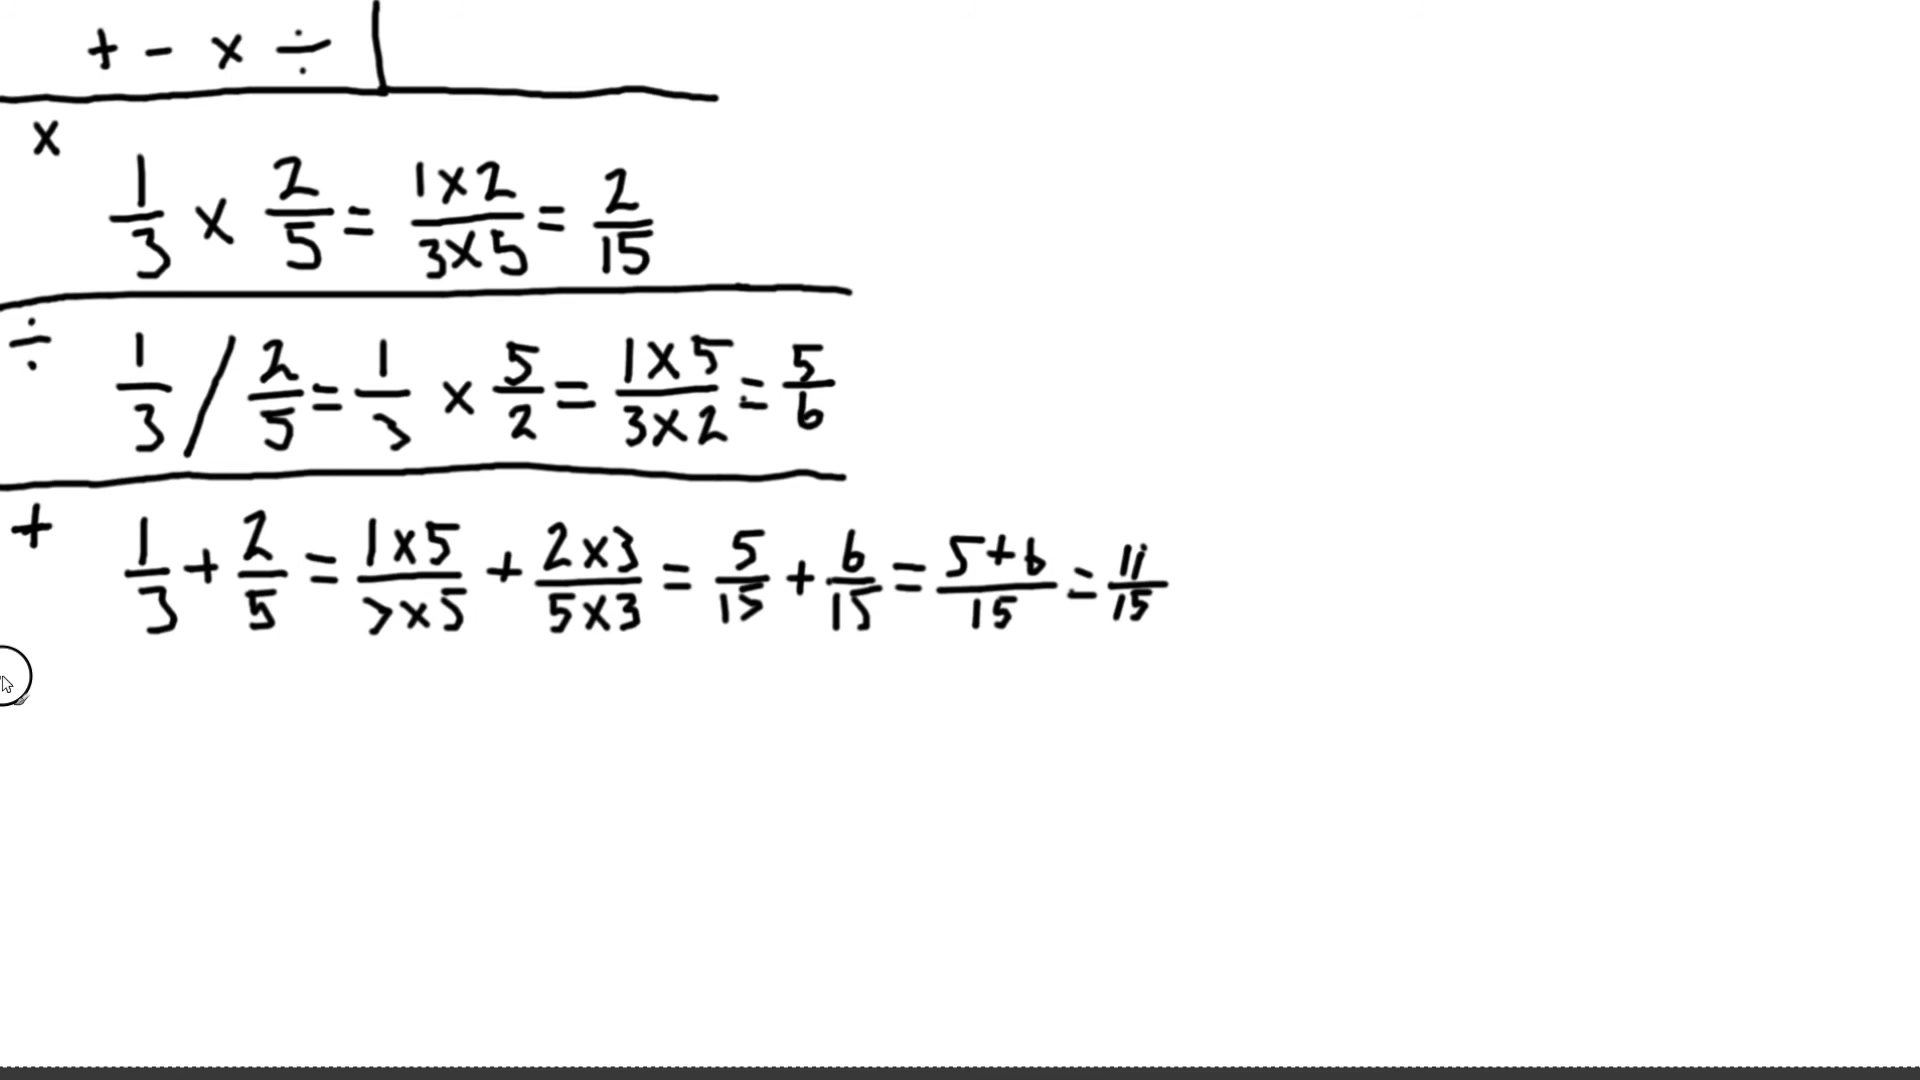 + - x ÷
x
1/3 x 2/5 = 1x2/3x5 = 2/15
÷
1/3 / 2/5 = 1/3 x 5/2 = 1x5/3x2 = 5/6
+
1/3 + 2/5 = 1x5/3x5 + 2x3/5x3 = 5/15 + 6/15 = 5+6/15 = 11/15